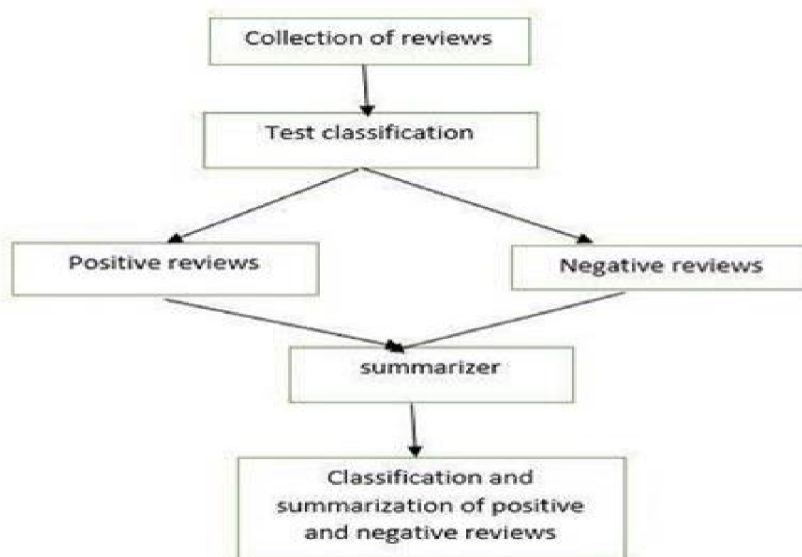 Collection of reviews
Test classification
Positive reviews
Negative reviews
summarizer
Classification and
summarization of positive
and negative reviews